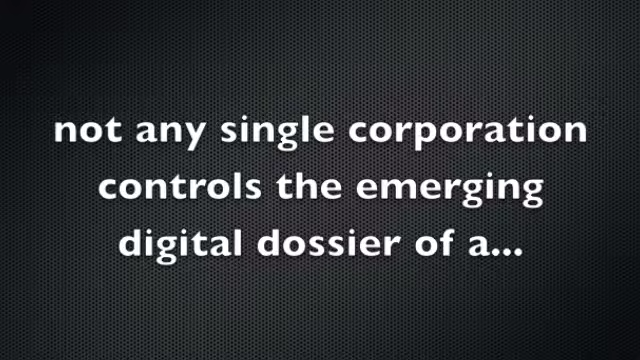 not any single corporation
controls the emerging
digital dossier of a...